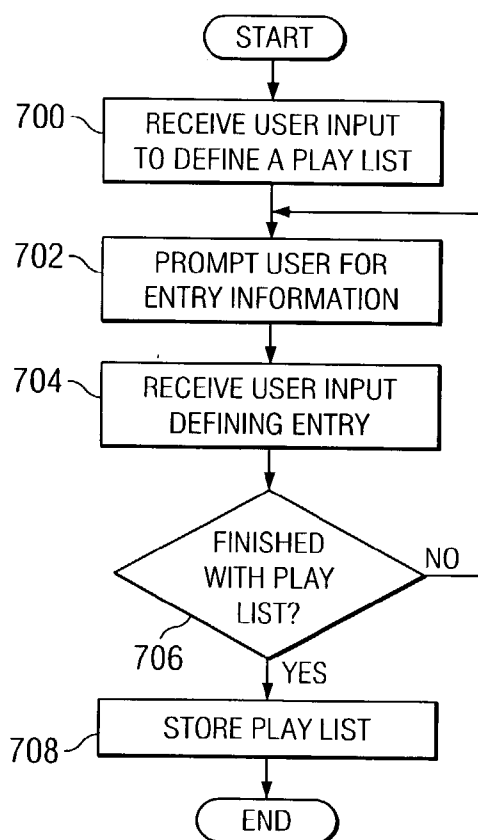 START
700
RECEIVE USER INPUT
TO DEFINE A PLAY LIST
702
PROMPT USER FOR
ENTRY INFORMATION
704
RECEIVE USER INPUT
DEFINING ENTRY
FINISHED
WITH PLAY
LIST?
NO
706
YES
708
STORE PLAY LIST
END